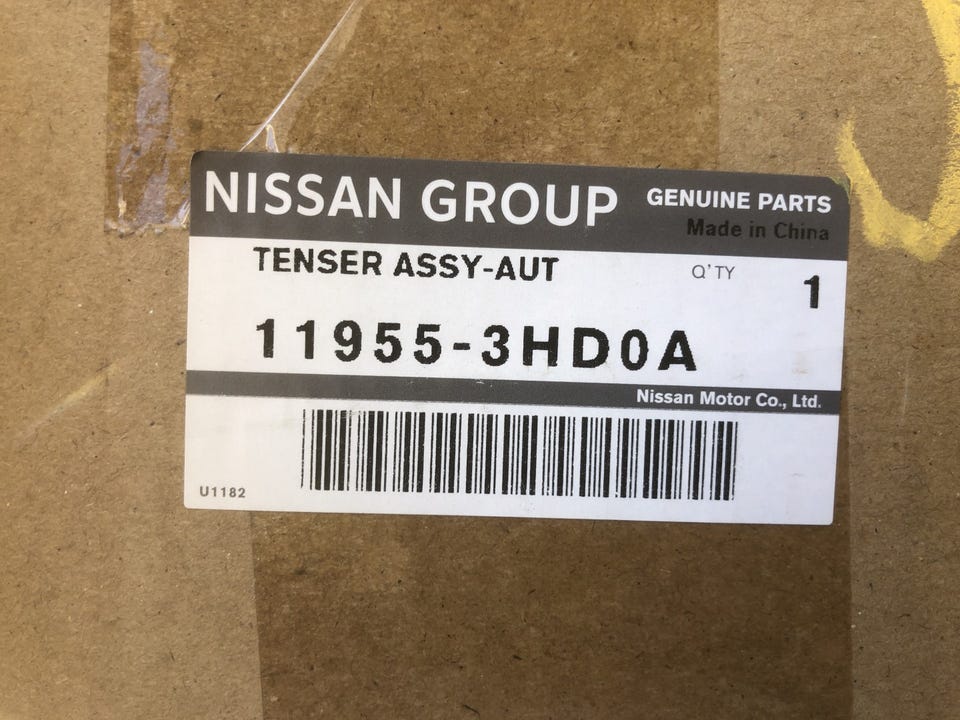 NISSAN GROUP GENUINE PARTS
Made in China
TENSER ASSY-AUT Q'TY 1
11955-3HD0A
Nissan Motor Co., Ltd.
U1182